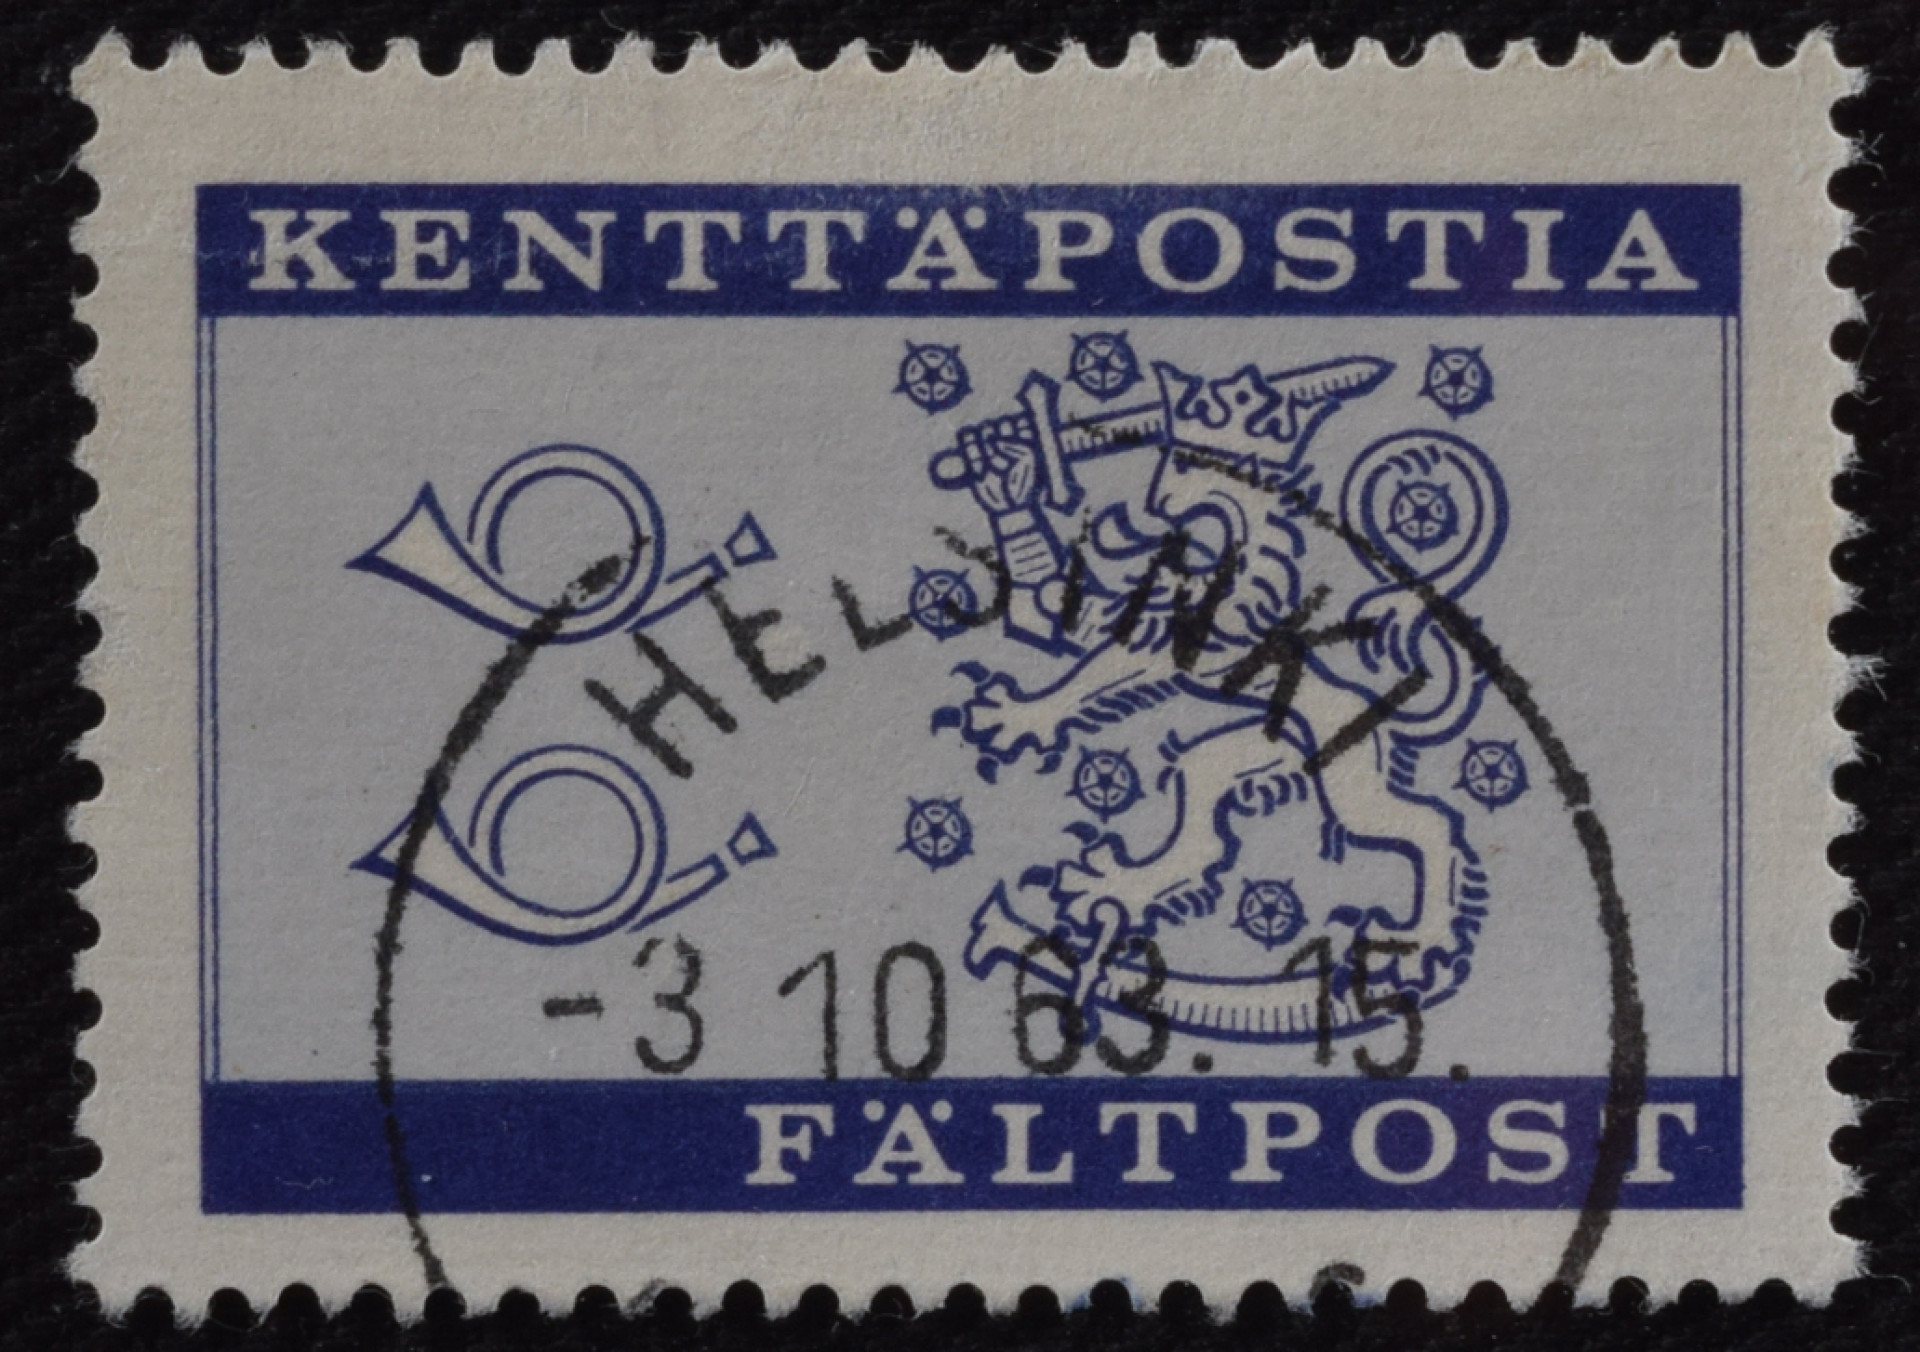 KENTTÄPOSTIA
HELSINKI
-3 10 63. 15.
FÄLTPOST